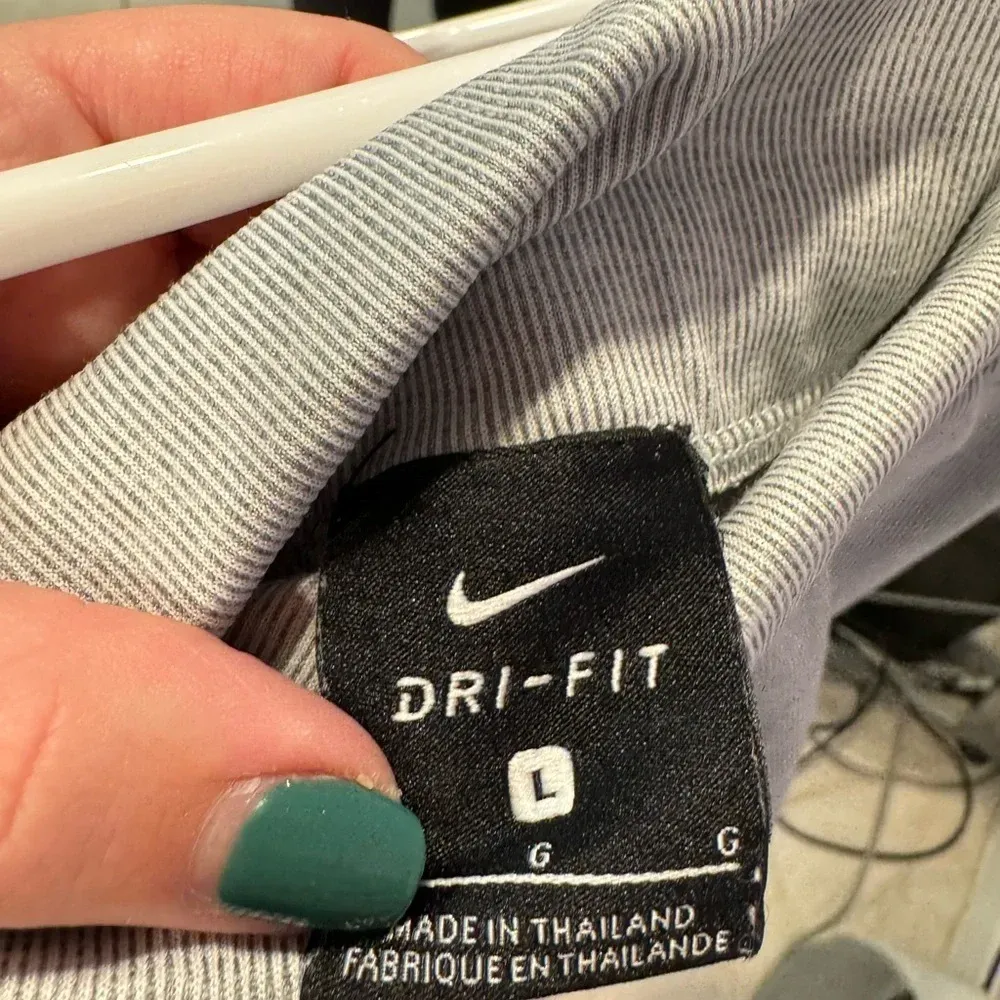 DRI-FIT
L
G G
MADE IN THAILAND
FABRIQUE EN THAILANDE